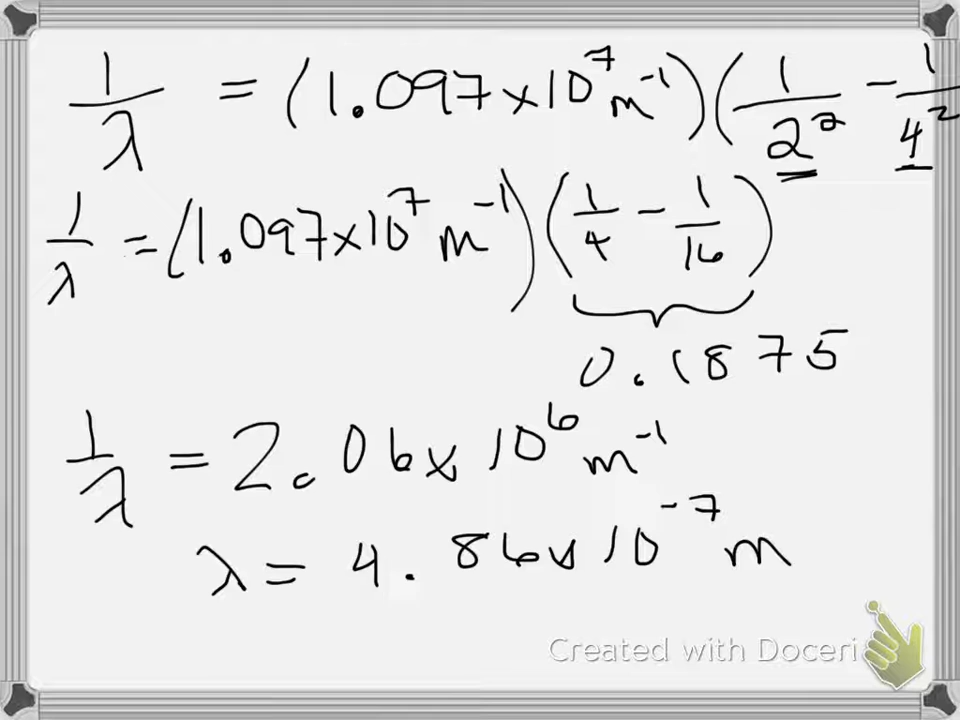 1/λ = (1.097×10⁷ m⁻¹)(1/2² − 1/4²
1/λ = (1.097×10⁷ m⁻¹)(1/4 − 1/16)
0.1875
1/λ = 2.06×10⁶ m⁻¹
λ = 4.86×10⁻⁷ m
Created with Doceri